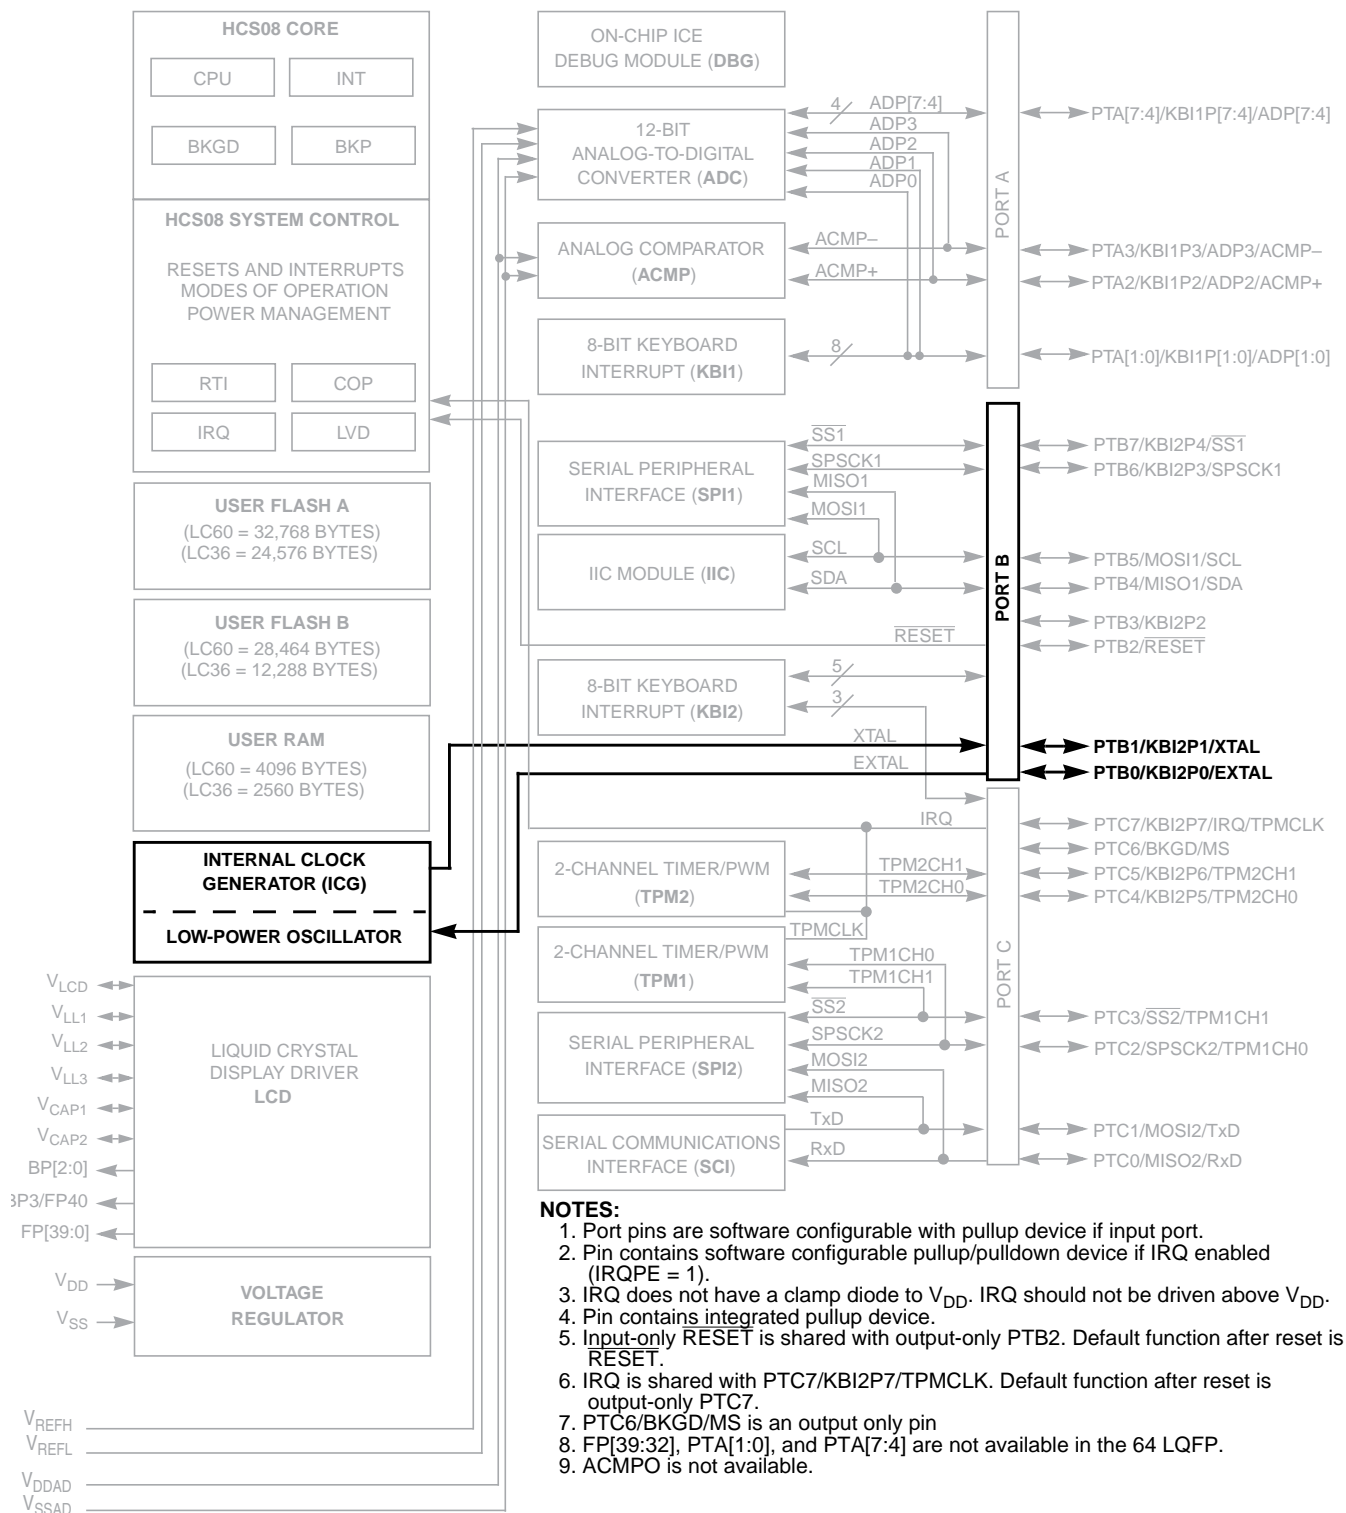 HCS08 CORE
CPU
INT
BKGD
BKP
HCS08 SYSTEM CONTROL
RESETS AND INTERRUPTS
MODES OF OPERATION
POWER MANAGEMENT
RTI
COP
IRQ
LVD
USER FLASH A
(LC60 = 32,768 BYTES)
(LC36 = 24,576 BYTES)
USER FLASH B
(LC60 = 28,464 BYTES)
(LC36 = 12,288 BYTES)
USER RAM
(LC60 = 4096 BYTES)
(LC36 = 2560 BYTES)
INTERNAL CLOCK
GENERATOR (ICG)
LOW-POWER OSCILLATOR
VLCD
VLL1
VLL2
VLL3
VCAP1
VCAP2
BP[2:0]
BP3/FP40
FP[39:0]
LIQUID CRYSTAL
DISPLAY DRIVER
LCD
VDD
VSS
VOLTAGE
REGULATOR
VREFH
VREFL
VDDAD
VSSAD
ON-CHIP ICE
DEBUG MODULE (DBG)
12-BIT
ANALOG-TO-DIGITAL
CONVERTER (ADC)
4
ADP[7:4]
ADP3
ADP2
ADP1
ADP0
ANALOG COMPARATOR
(ACMP)
ACMP–
ACMP+
8-BIT KEYBOARD
INTERRUPT (KBI1)
8
SERIAL PERIPHERAL
INTERFACE (SPI1)
SS1
SPSCK1
MISO1
MOSI1
IIC MODULE (IIC)
SCL
SDA
RESET
8-BIT KEYBOARD
INTERRUPT (KBI2)
5
3
XTAL
EXTAL
IRQ
2-CHANNEL TIMER/PWM
(TPM2)
TPM2CH1
TPM2CH0
TPMCLK
2-CHANNEL TIMER/PWM
(TPM1)
TPM1CH0
TPM1CH1
SERIAL PERIPHERAL
INTERFACE (SPI2)
SS2
SPSCK2
MOSI2
MISO2
SERIAL COMMUNICATIONS
INTERFACE (SCI)
TxD
RxD
PORT A
PORT B
PORT C
PTA[7:4]/KBI1P[7:4]/ADP[7:4]
PTA3/KBI1P3/ADP3/ACMP–
PTA2/KBI1P2/ADP2/ACMP+
PTA[1:0]/KBI1P[1:0]/ADP[1:0]
PTB7/KBI2P4/SS1
PTB6/KBI2P3/SPSCK1
PTB5/MOSI1/SCL
PTB4/MISO1/SDA
PTB3/KBI2P2
PTB2/RESET
PTB1/KBI2P1/XTAL
PTB0/KBI2P0/EXTAL
PTC7/KBI2P7/IRQ/TPMCLK
PTC6/BKGD/MS
PTC5/KBI2P6/TPM2CH1
PTC4/KBI2P5/TPM2CH0
PTC3/SS2/TPM1CH1
PTC2/SPSCK2/TPM1CH0
PTC1/MOSI2/TxD
PTC0/MISO2/RxD
NOTES:
1. Port pins are software configurable with pullup device if input port.
2. Pin contains software configurable pullup/pulldown device if IRQ enabled
(IRQPE = 1).
3. IRQ does not have a clamp diode to VDD. IRQ should not be driven above VDD.
4. Pin contains integrated pullup device.
5. Input-only RESET is shared with output-only PTB2. Default function after reset is
RESET.
6. IRQ is shared with PTC7/KBI2P7/TPMCLK. Default function after reset is
output-only PTC7.
7. PTC6/BKGD/MS is an output only pin
8. FP[39:32], PTA[1:0], and PTA[7:4] are not available in the 64 LQFP.
9. ACMPO is not available.